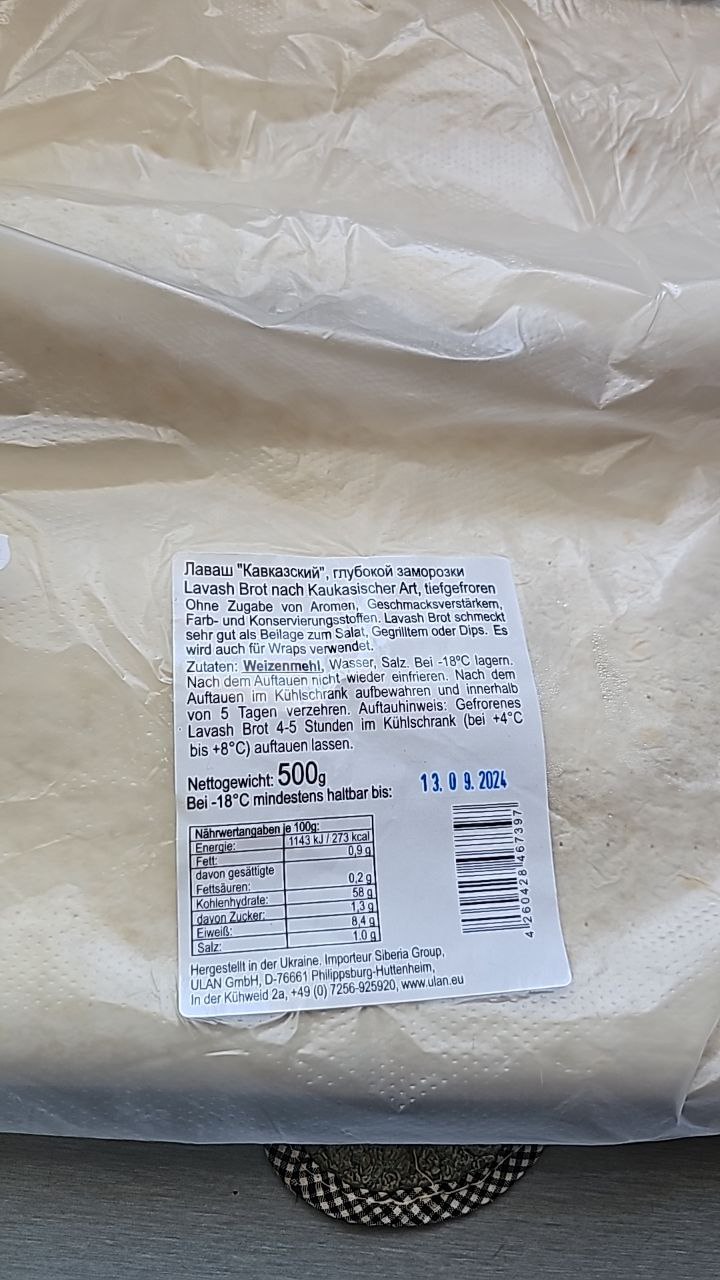 Лаваш "Кавказский", глубокой заморозки
Lavash Brot nach Kaukasischer Art, tiefgefroren
Ohne Zugabe von Aromen, Geschmacksverstärkern,
Farb- und Konservierungsstoffen. Lavash Brot schmeckt
sehr gut als Beilage zum Salat, Gegrilltem oder Dips. Es
wird auch für Wraps verwendet.
Zutaten: Weizenmehl, Wasser, Salz. Bei -18ºC lagern.
Nach dem Auftauen nicht wieder einfrieren. Nach dem
Auftauen im Kühlschrank aufbewahren und innerhalb
von 5 Tagen verzehren. Auftauhinweis: Gefrorenes
Lavash Brot 4-5 Stunden im Kühlschrank (bei +4°C
bis +8°C) auftauen lassen.
Nettogewicht: 500g
Bei -18°C mindestens haltbar bis: 13.09.2024
Nährwertangaben je 100g:
Energie: 1143 kJ / 273 kcal
Fett: 0,9 g
davon gesättigte
Fettsäuren: 0,2 g
Kohlenhydrate: 58 g
davon Zucker: 1,3 g
Eiweiß: 8,4 g
Salz: 1.0 g
4 260428 467397
Hergestellt in der Ukraine. Importeur Siberia Group,
ULAN GmbH, D-76661 Philippsburg-Huttenheim,
In der Kühweid 2a, +49 (0) 7256-925920, www.ulan.eu